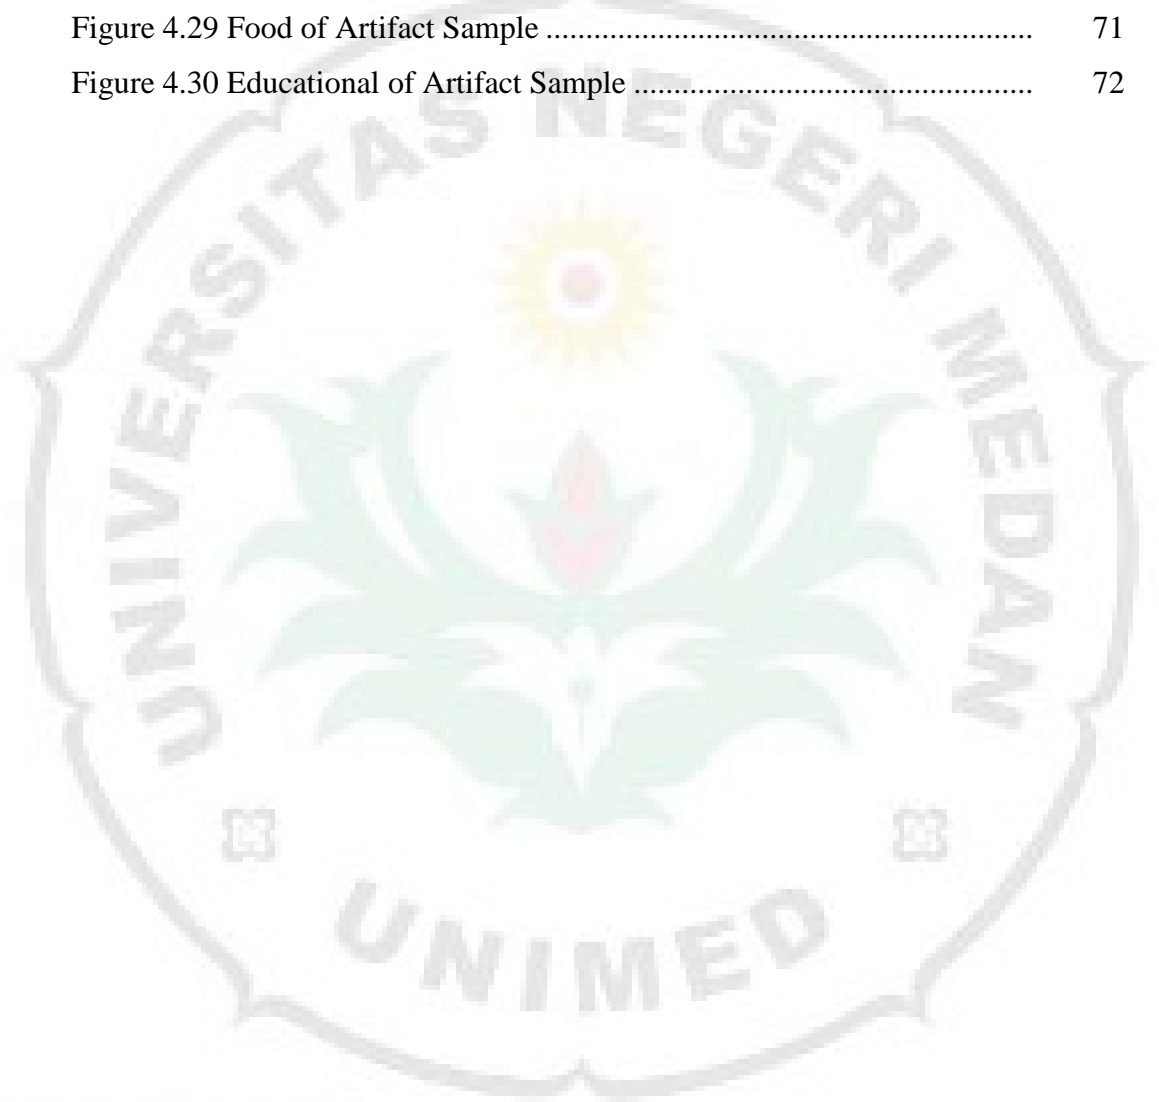 Figure 4.29 Food of Artifact Sample ............................................................. 71
Figure 4.30 Educational of Artifact Sample .................................................. 72
UNIVERSITAS NEGERI MEDAN
UNIMED